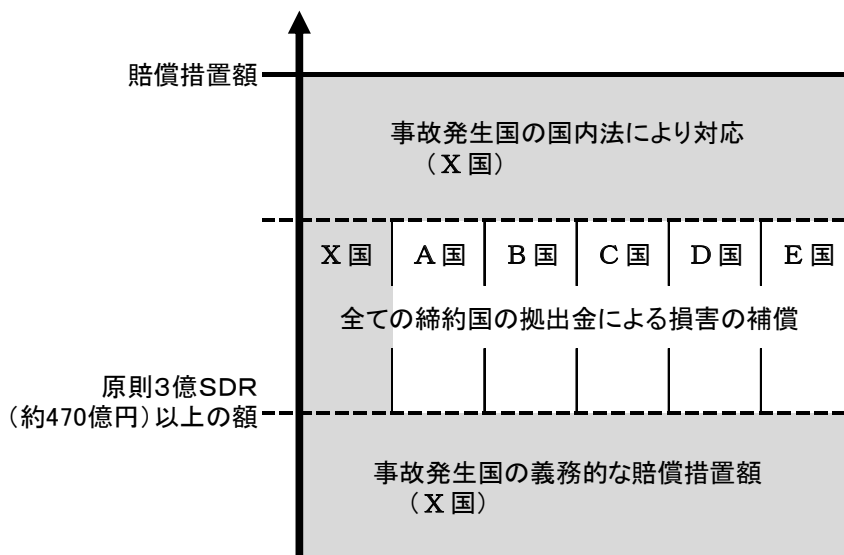 賠償措置額
事故発生国の国内法により対応
（X国）
X国 A国 B国 C国 D国 E国
全ての締約国の拠出金による損害の補償
原則3億SDR
（約470億円）以上の額
事故発生国の義務的な賠償措置額
（X国）